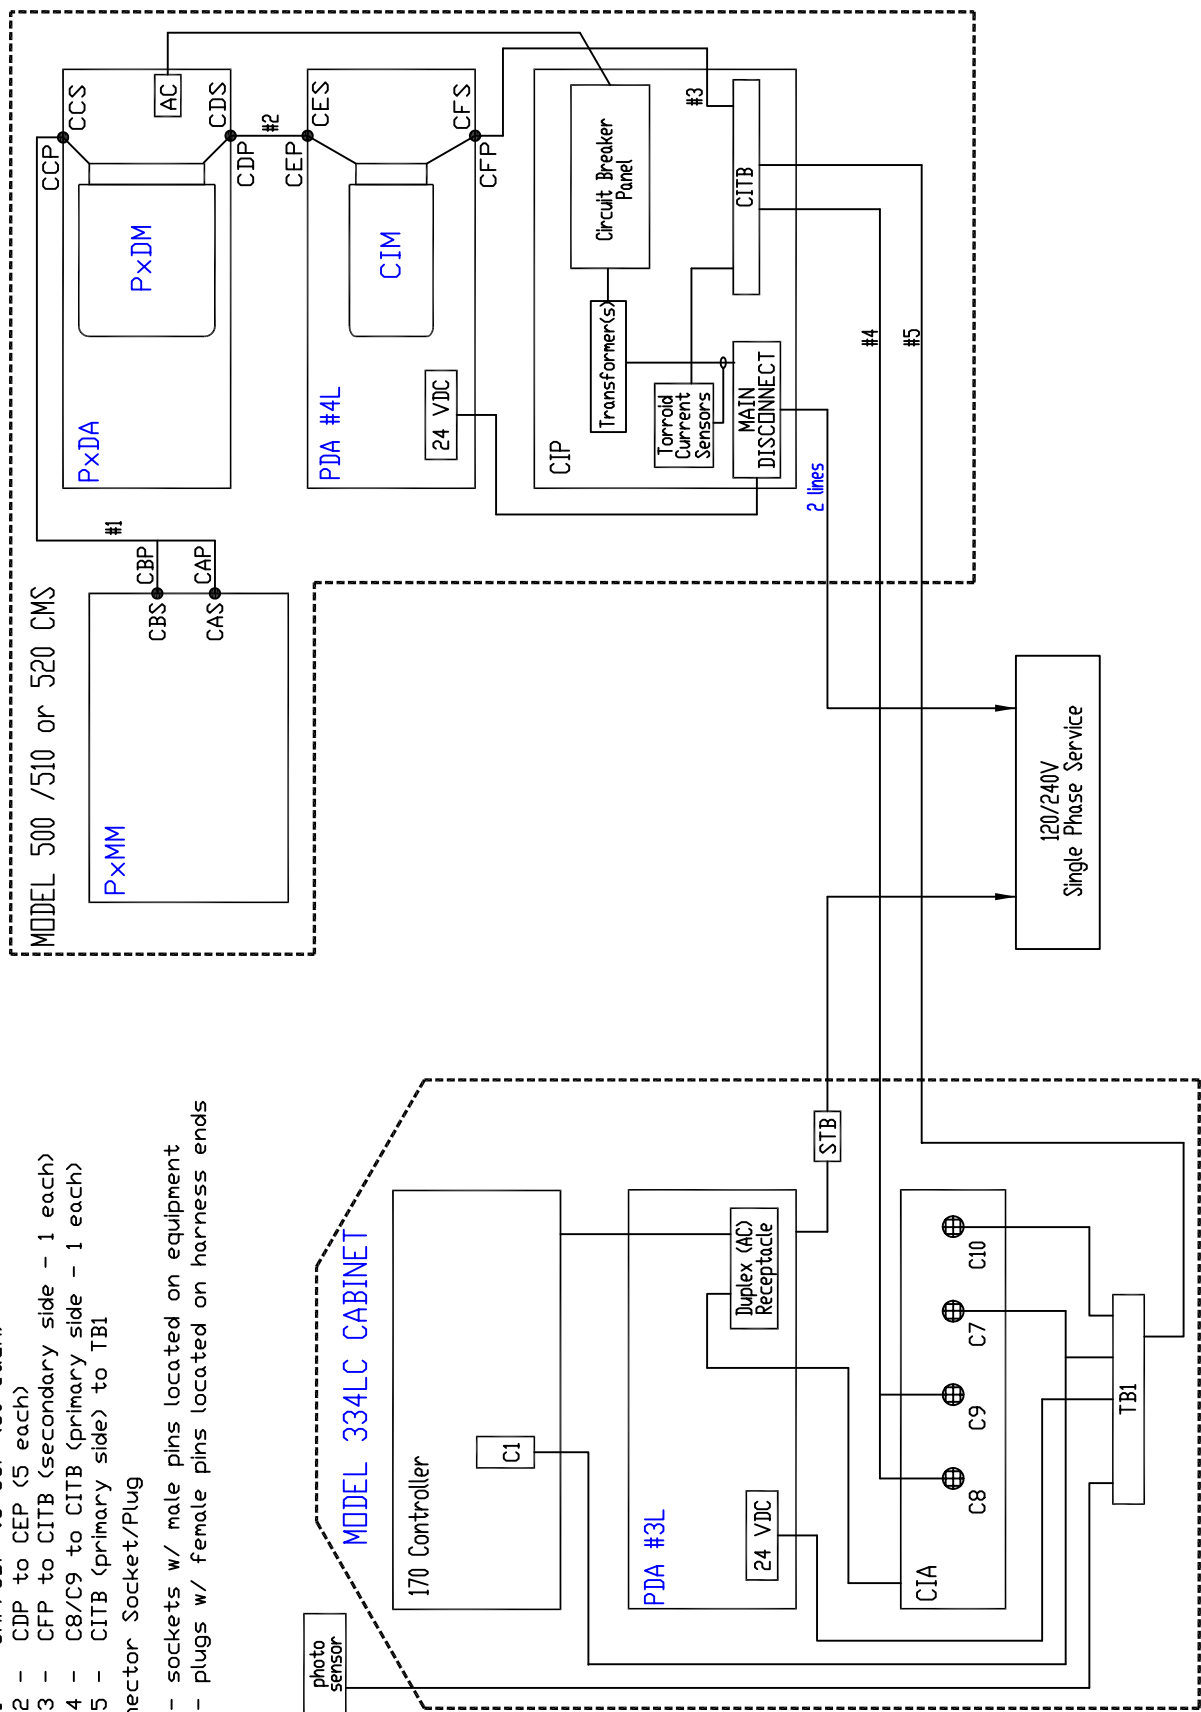 2 - CDP to CEP (5 each)
3 - CFP to CITB (secondary side - 1 each)
4 - C8/C9 to CITB (primary side - 1 each)
5 - CITB (primary side) to TB1
Socket/Plug
- sockets w/ male pins located on equipment
- plugs w/ female pins located on harness ends
MODEL 500 /510 or 520 CMS
PxMM
CBS
CBP
CAS
CAP
#1
CCP
CCS
AC
CDS
CDP
PxDM
PxDA
#2
CEP
CES
CFS
CFP
CIM
PDA #4L
24 VDC
#3
Circuit Breaker
Panel
CITB
Transformer(s)
Torroid
Current
Sensors
MAIN
DISCONNECT
CIP
2 lines
#4
#5
120/240V
Single Phase Service
MODEL 334LC CABINET
170 Controller
C1
PDA #3L
24 VDC
Duplex (AC)
Receptacle
STB
CIA
C8
C9
C7
C10
TB1
photo
sensor